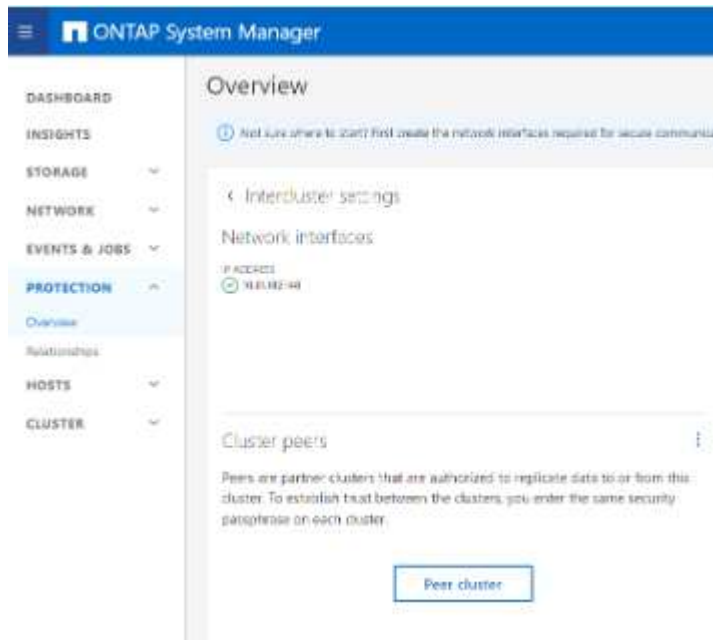 ONTAP System Manager
DASHBOARD
INSIGHTS
STORAGE
NETWORK
EVENTS & JOBS
PROTECTION
Overview
Relationships
HOSTS
CLUSTER
Overview
Not sure where to start? First create the network interfaces required for secure
Intercluster settings
Network interfaces
IP ADDRESS
Cluster peers
Peers are partner clusters that are authorized to replicate data to or from this
cluster. To establish trust between the clusters, you enter the same security
passphrase on each cluster.
Peer cluster